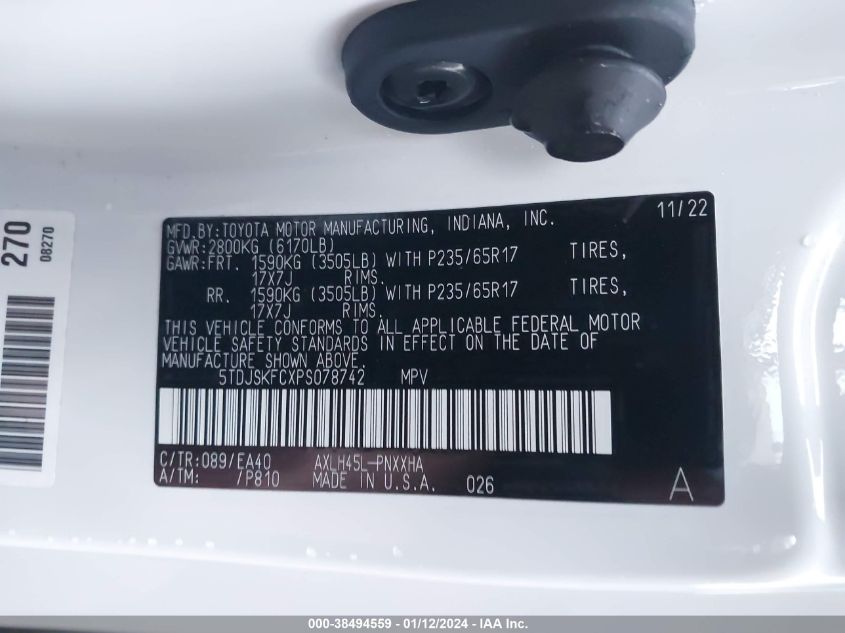 270
08270
MFD.BY:TOYOTA MOTOR MANUFACTURING, INDIANA, INC. 11/22
GVWR:2800KG (6170LB)
GAWR:FRT. 1590KG (3505LB) WITH P235/65R17 TIRES,
17X7J RIMS.
RR. 1590KG (3505LB) WITH P235/65R17 TIRES,
17X7J RIMS.
THIS VEHICLE CONFORMS TO ALL APPLICABLE FEDERAL MOTOR
VEHICLE SAFETY STANDARDS IN EFFECT ON THE DATE OF
MANUFACTURE SHOWN ABOVE.
5TDJSKFCXPS078742 MPV
C/TR:089/EA40 AXLH45L-PNXXHA
A/TM: /P810 MADE IN U.S.A. 026 A
000-38494559 - 01/12/2024 - IAA Inc.